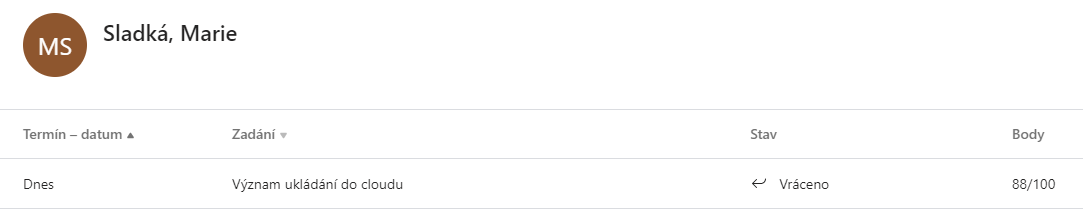 MS
Sladká, Marie
Termín – datum Zadání Stav Body
Dnes Význam ukládání do cloudu Vráceno 88/100